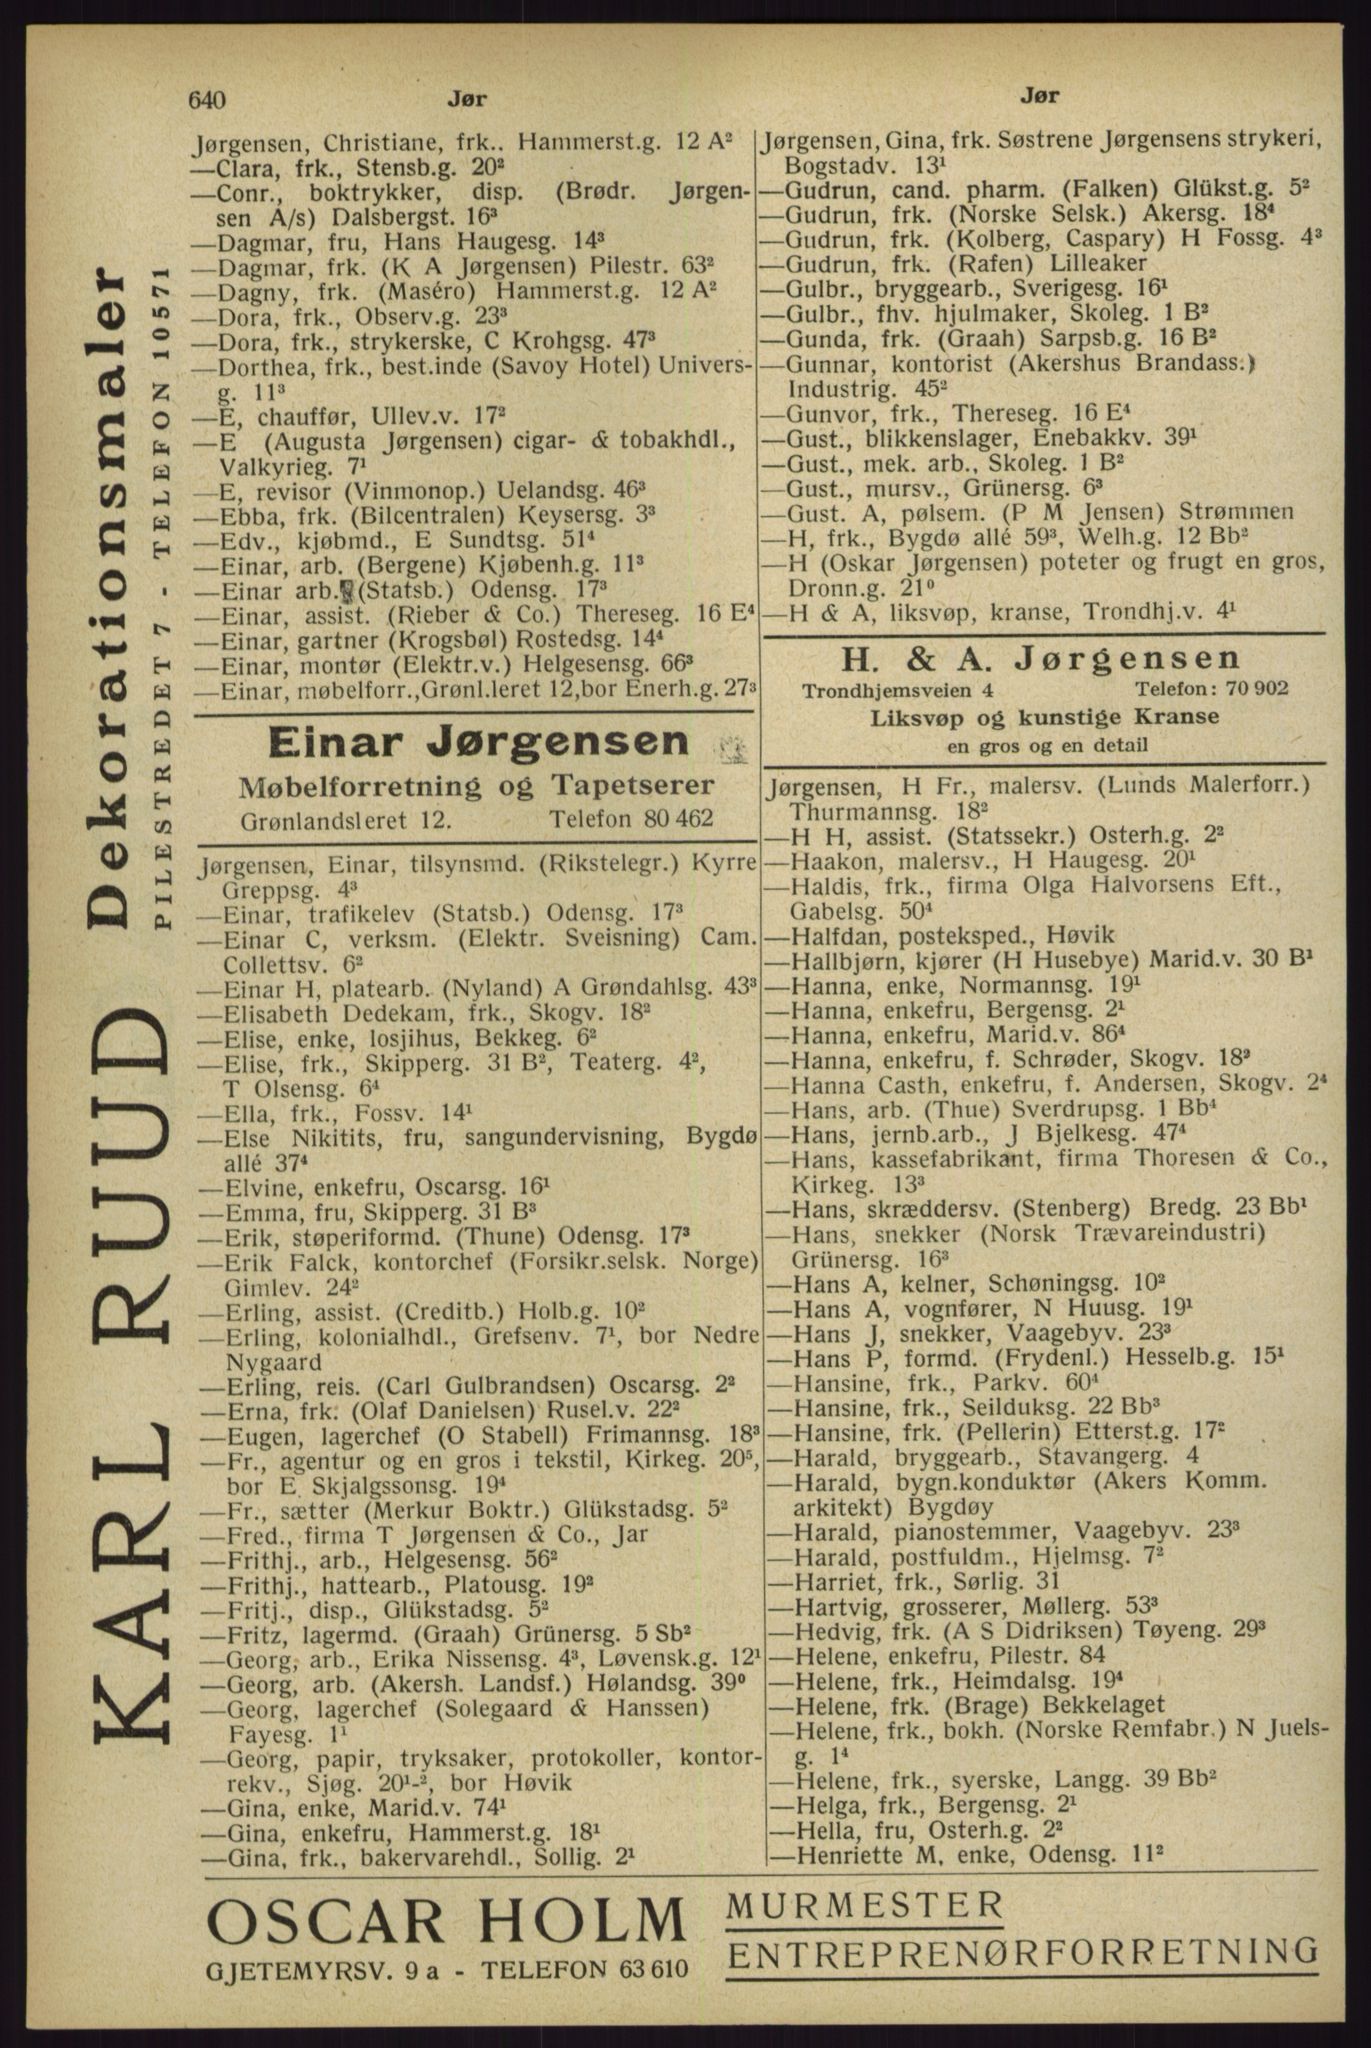 640
Jør
Jør
Jørgensen, Christiane, frk.. Hammerst.g. 12 A²
—Clara, frk., Stensb.g. 20²
—Conr., boktrykker, disp. (Brødr. Jørgen-
sen A/s) Dalsbergst. 16³
—Dagmar, fru, Hans Haugesg. 14³
—Dagmar, frk. (K A Jørgensen) Pilestr. 63²
—Dagny, frk. (Maséro) Hammerst.g. 12 A²
—Dora, frk., Observ.g. 23³
—Dora, frk., strykerske, C Krohgsg. 47³
—Dorthea, frk., best.inde (Savoy Hotel) Univers-
g. 11³
—E, chauffør, Ullev.v. 17²
—E (Augusta Jørgensen) cigar- & tobakhdl.,
Valkyrieg. 7¹
—E, revisor (Vinmonop.) Uelandsg. 46³
—Ebba, frk. (Bilcentralen) Keysersg. 3³
—Edv., kjøbmd., E Sundtsg. 51⁴
—Einar, arb. (Bergene) Kjøbenh.g. 11³
—Einar arb. (Statsb.) Odensg. 17³
—Einar, assist. (Rieber & Co.) Thereseg. 16 E⁴
—Einar, gartner (Krogsbøl) Rostedsg. 14⁴
—Einar, montør (Elektr.v.) Helgesensg. 66³
—Einar, møbelforr.,Grønl.leret 12,bor Enerh.g. 27³
Einar Jørgensen
Møbelforretning og Tapetserer
Grønlandsleret 12. Telefon 80 462
Jørgensen, Einar, tilsynsmd. (Rikstelegr.) Kyrre
Greppsg. 4³
—Einar, trafikelev (Statsb.) Odensg. 17³
—Einar C, verksm. (Elektr. Sveisning) Cam.
Collettsv. 6²
—Einar H, platearb. (Nyland) A Grøndahlsg. 43³
—Elisabeth Dedekam, frk., Skogv. 18²
—Elise, enke, losjihus, Bekkeg. 6²
—Elise, frk., Skipperg. 31 B², Teaterg. 4²,
T Olsensg. 6⁴
—Ella, frk., Fossv. 14¹
—Else Nikitits, fru, sangundervisning, Bygdø
allé 37⁴
—Elvine, enkefru, Oscarsg. 16¹
—Emma, fru, Skipperg. 31 B³
—Erik, støperiformd. (Thune) Odensg. 17³
—Erik Falck, kontorchef (Forsikr.selsk. Norge)
Gimlev. 24²
—Erling, assist. (Creditb.) Holb.g. 10²
—Erling, kolonialhdl., Grefsenv. 7¹, bor Nedre
Nygaard
—Erling, reis. (Carl Gulbrandsen) Oscarsg. 2²
—Erna, frk. (Olaf Danielsen) Rusel.v. 22²
—Eugen, lagerchef (O Stabell) Frimannsg. 18³
—Fr., agentur og en gros i tekstil, Kirkeg. 20⁵,
bor E Skjalgssonsg. 19⁴
—Fr., sætter (Merkur Boktr.) Glükstadsg. 5²
—Fred., firma T Jørgensen & Co., Jar
—Frithj., arb., Helgesensg. 56²
—Frithj., hattearb., Platousg. 19²
—Fritj., disp., Glükstadsg. 5²
—Fritz, lagermd. (Graah) Grünersg. 5 Sb²
—Georg, arb., Erika Nissensg. 4³, Løvensk.g. 12¹
—Georg, arb. (Akersh. Landsf.) Hølandsg. 39⁰
—Georg, lagerchef (Solegaard & Hanssen)
Fayesg. 1¹
—Georg, papir, tryksaker, protokoller, kontor-
rekv., Sjøg. 20¹-², bor Høvik
—Gina, enke, Marid.v. 74¹
—Gina, enkefru, Hammerst.g. 18¹
—Gina, frk., bakervarehdl., Sollig. 2¹
Jørgensen, Gina, frk. Søstrene Jørgensens strykeri,
Bogstadv. 13¹
—Gudrun, cand. pharm. (Falken) Glükst.g. 5²
—Gudrun, frk. (Norske Selsk.) Akersg. 18⁴
—Gudrun, frk. (Kolberg, Caspary) H Fossg. 4³
—Gudrun, frk. (Rafen) Lilleaker
—Gulbr., bryggearb., Sverigesg. 16¹
—Gulbr., fhv. hjulmaker, Skoleg. 1 B²
—Gunda, frk. (Graah) Sarpsb.g. 16 B²
—Gunnar, kontorist (Akershus Brandass.)
Industrig. 45²
—Gunvor, frk., Thereseg. 16 E⁴
—Gust., blikkenslager, Enebakkv. 39¹
—Gust., mek. arb., Skoleg. 1 B²
—Gust., mursv., Grünersg. 6³
—Gust. A, pølsem. (P M Jensen) Strømmen
—H, frk., Bygdø allé 59³, Welh.g. 12 Bb²
—H (Oskar Jørgensen) poteter og frugt en gros,
Dronn.g. 21⁰
—H & A, liksvøp, kranse, Trondhj.v. 4¹
H. & A. Jørgensen
Trondhjemsveien 4 Telefon: 70 902
Liksvøp og kunstige Kranse
en gros og en detail
Jørgensen, H Fr., malersv. (Lunds Malerforr.)
Thurmannsg. 18²
—H H, assist. (Statssekr.) Osterh.g. 2²
—Haakon, malersv., H Haugesg. 20¹
—Haldis, frk., firma Olga Halvorsens Eft.,
Gabelsg. 50⁴
—Halfdan, posteksped., Høvik
—Hallbjørn, kjører (H Husebye) Marid.v. 30 B¹
—Hanna, enke, Normannsg. 19¹
—Hanna, enkefru, Bergensg. 2¹
—Hanna, enkefru, Marid.v. 86⁴
—Hanna, enkefru, f. Schrøder, Skogv. 18²
—Hanna Casth, enkefru, f. Andersen, Skogv. 2⁴
—Hans, arb. (Thue) Sverdrupsg. 1 Bb⁴
—Hans, jernb.arb., J Bjelkesg. 47⁴
—Hans, kassefabrikant, firma Thoresen & Co.,
Kirkeg. 13³
—Hans, skræddersv. (Stenberg) Bredg. 23 Bb¹
—Hans, snekker (Norsk Trævareindustri)
Grünersg. 16³
—Hans A, kelner, Schøningsg. 10²
—Hans A, vognfører, N Huusg. 19¹
—Hans J, snekker, Vaagebyv. 23³
—Hans P, formd. (Frydenl.) Hesselb.g. 15¹
—Hansine, frk., Parkv. 60⁴
—Hansine, frk., Seilduksg. 22 Bb³
—Hansine, frk. (Pellerin) Etterst.g. 17²
—Harald, bryggearb., Stavangerg. 4
—Harald, bygn.konduktør (Akers Komm.
arkitekt) Bygdøy
—Harald, pianostemmer, Vaagebyv. 23³
—Harald, postfuldm., Hjelmsg. 7²
—Harriet, frk., Sørlig. 31
—Hartvig, grosserer, Møllerg. 53³
—Hedvig, frk. (A S Didriksen) Tøyeng. 29³
—Helene, enkefru, Pilestr. 84
—Helene, frk., Heimdalsg. 19⁴
—Helene, frk. (Brage) Bekkelaget
—Helene, frk., bokh. (Norske Remfabr.) N Juels-
g. 1⁴
—Helene, frk., syerske, Langg. 39 Bb²
—Helga, frk., Bergensg. 2¹
—Hella, fru, Osterh.g. 2²
—Henriette M, enke, Odensg. 11²
KARL RUUD Dekorationsmaler
PILESTREDET 7 - TELEFON 10571
OSCAR HOLM
GJETEMYRSV. 9 a - TELEFON 63 610
MURMESTER
ENTREPRENØRFORRETNING